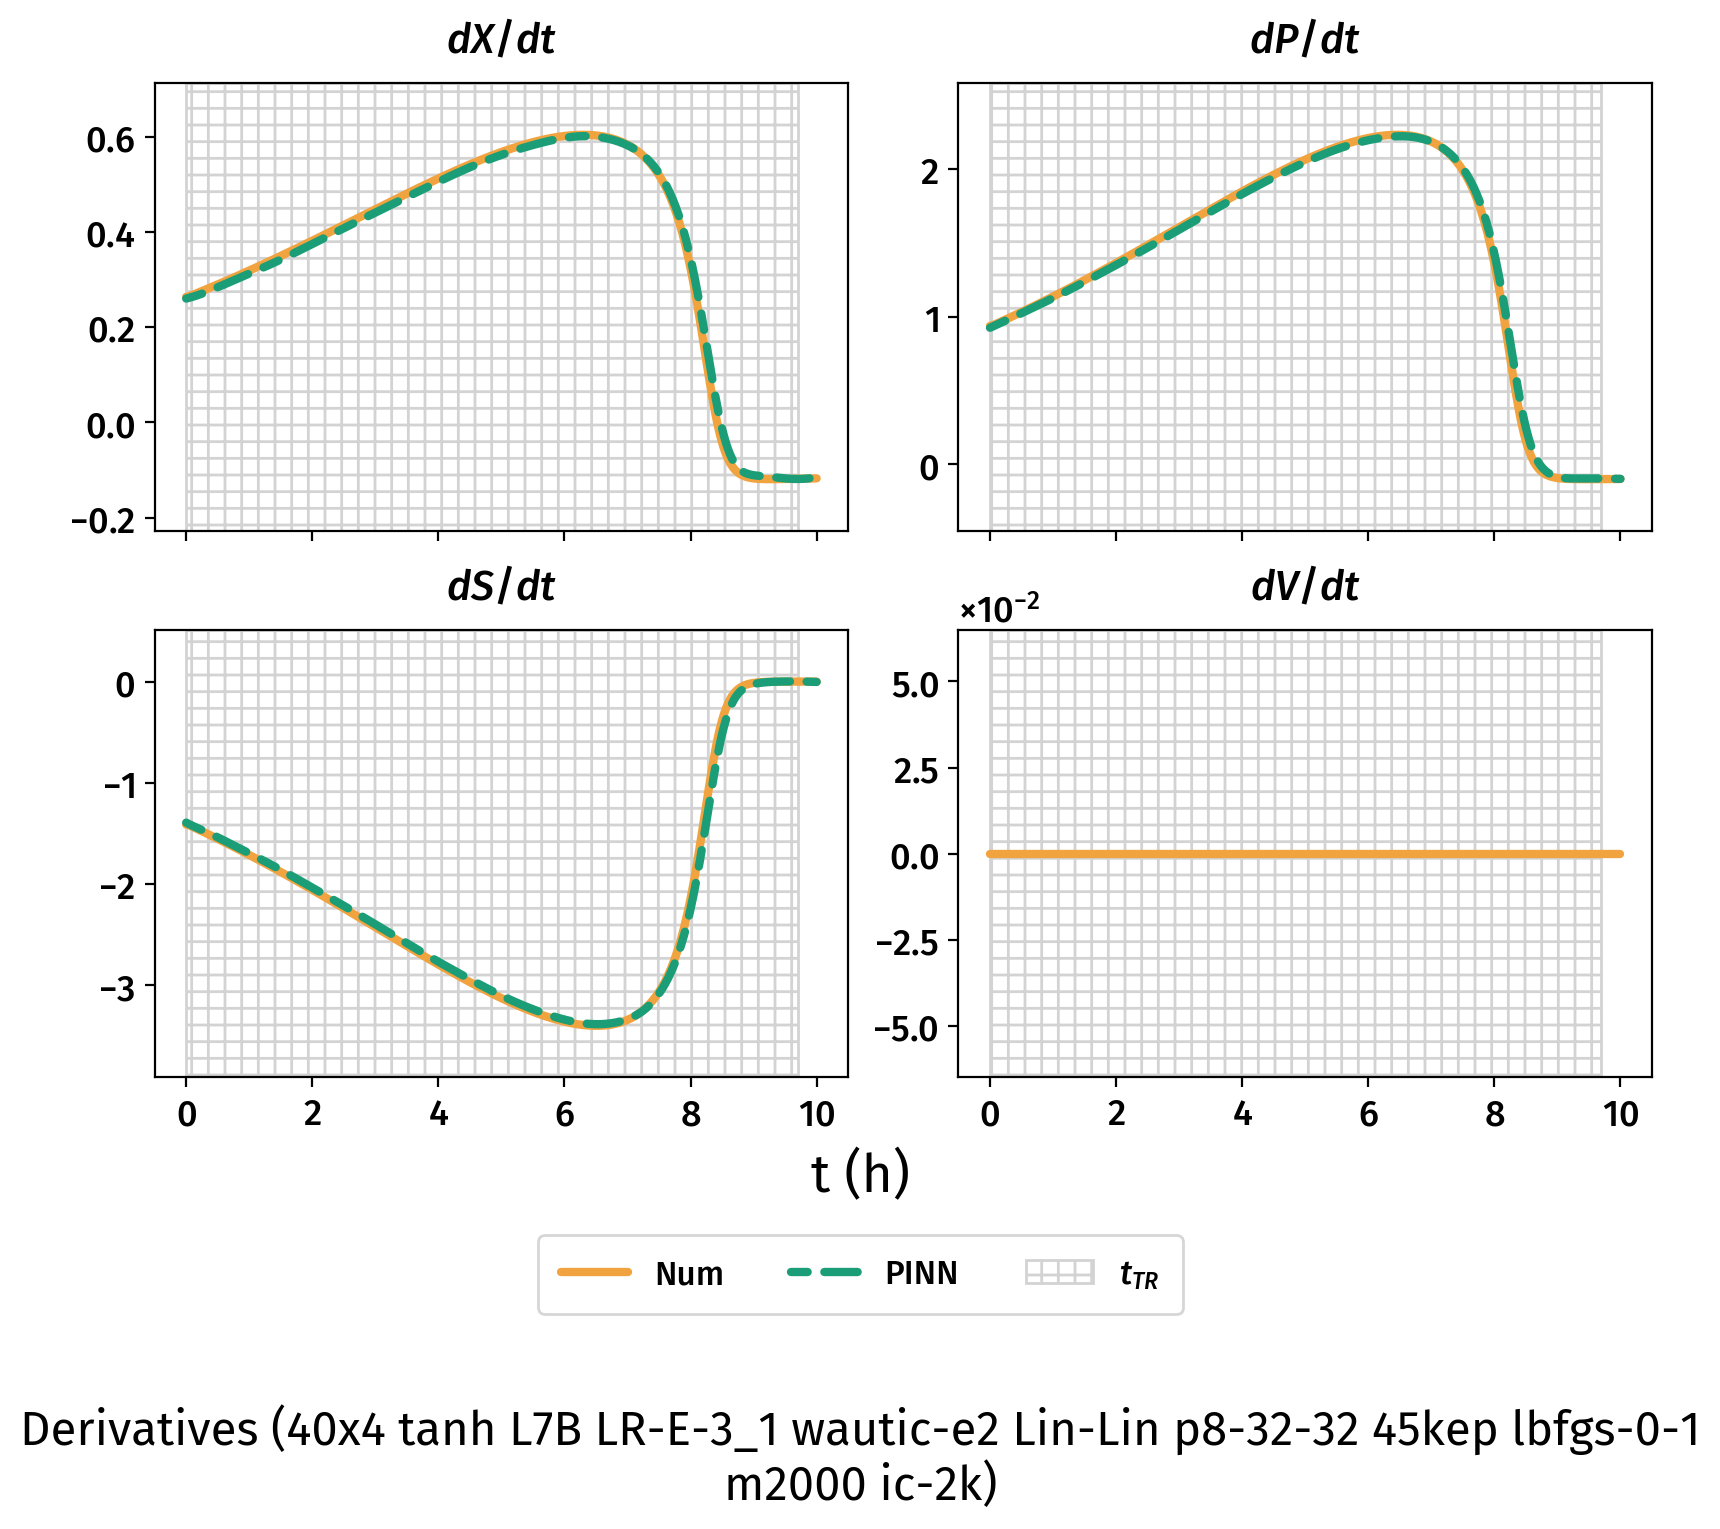 dX/dt
dP/dt
0.6
0.4
0.2
0.0
−0.2
2
1
0
dS/dt
dV/dt
×10⁻²
0
−1
−2
−3
5.0
2.5
0.0
−2.5
−5.0
0 2 4 6 8 10
0 2 4 6 8 10
t (h)
Num PINN t_TR
Derivatives (40x4 tanh L7B LR-E-3_1 wautic-e2 Lin-Lin p8-32-32 45kep lbfgs-0-1
m2000 ic-2k)